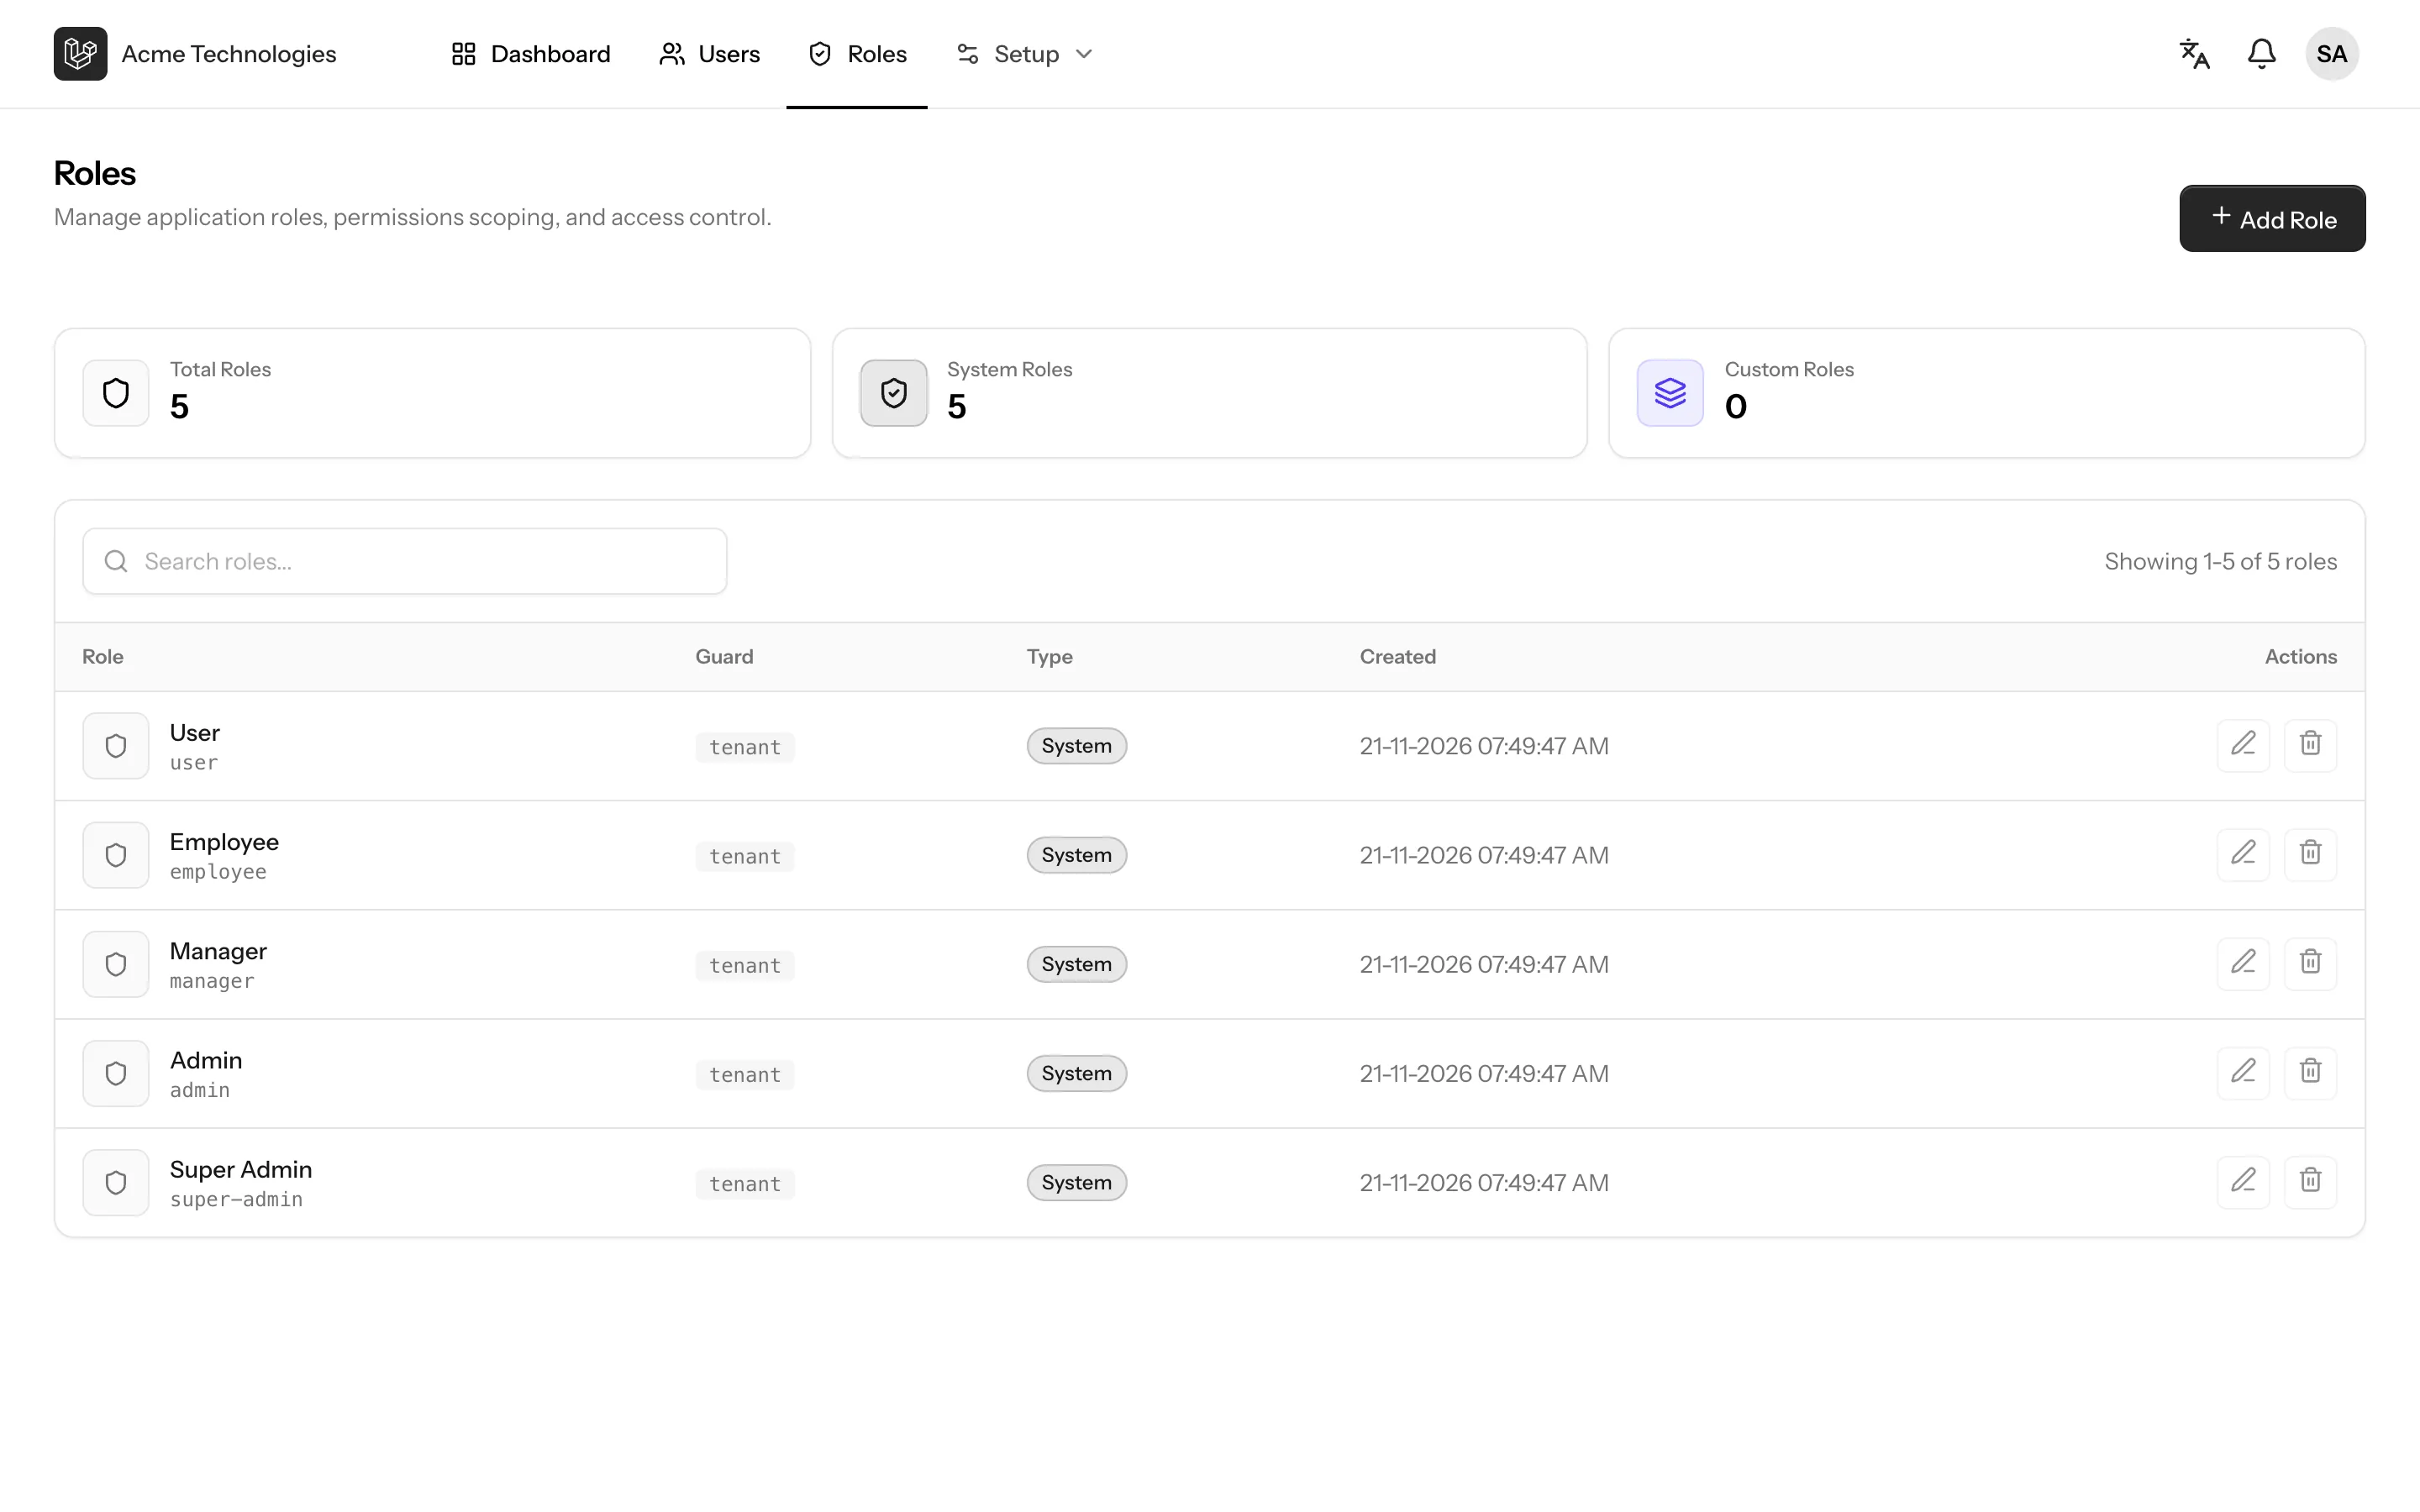 Acme Technologies
Dashboard
Users
Roles
Setup
SA
Roles
Manage application roles, permissions scoping, and access control.
+ Add Role
Total Roles
5
System Roles
5
Custom Roles
0
Search roles...
Showing 1-5 of 5 roles
Role Guard Type Created Actions
User
user
tenant
System
21-11-2026 07:49:47 AM
Employee
employee
tenant
System
21-11-2026 07:49:47 AM
Manager
manager
tenant
System
21-11-2026 07:49:47 AM
Admin
admin
tenant
System
21-11-2026 07:49:47 AM
Super Admin
super-admin
tenant
System
21-11-2026 07:49:47 AM